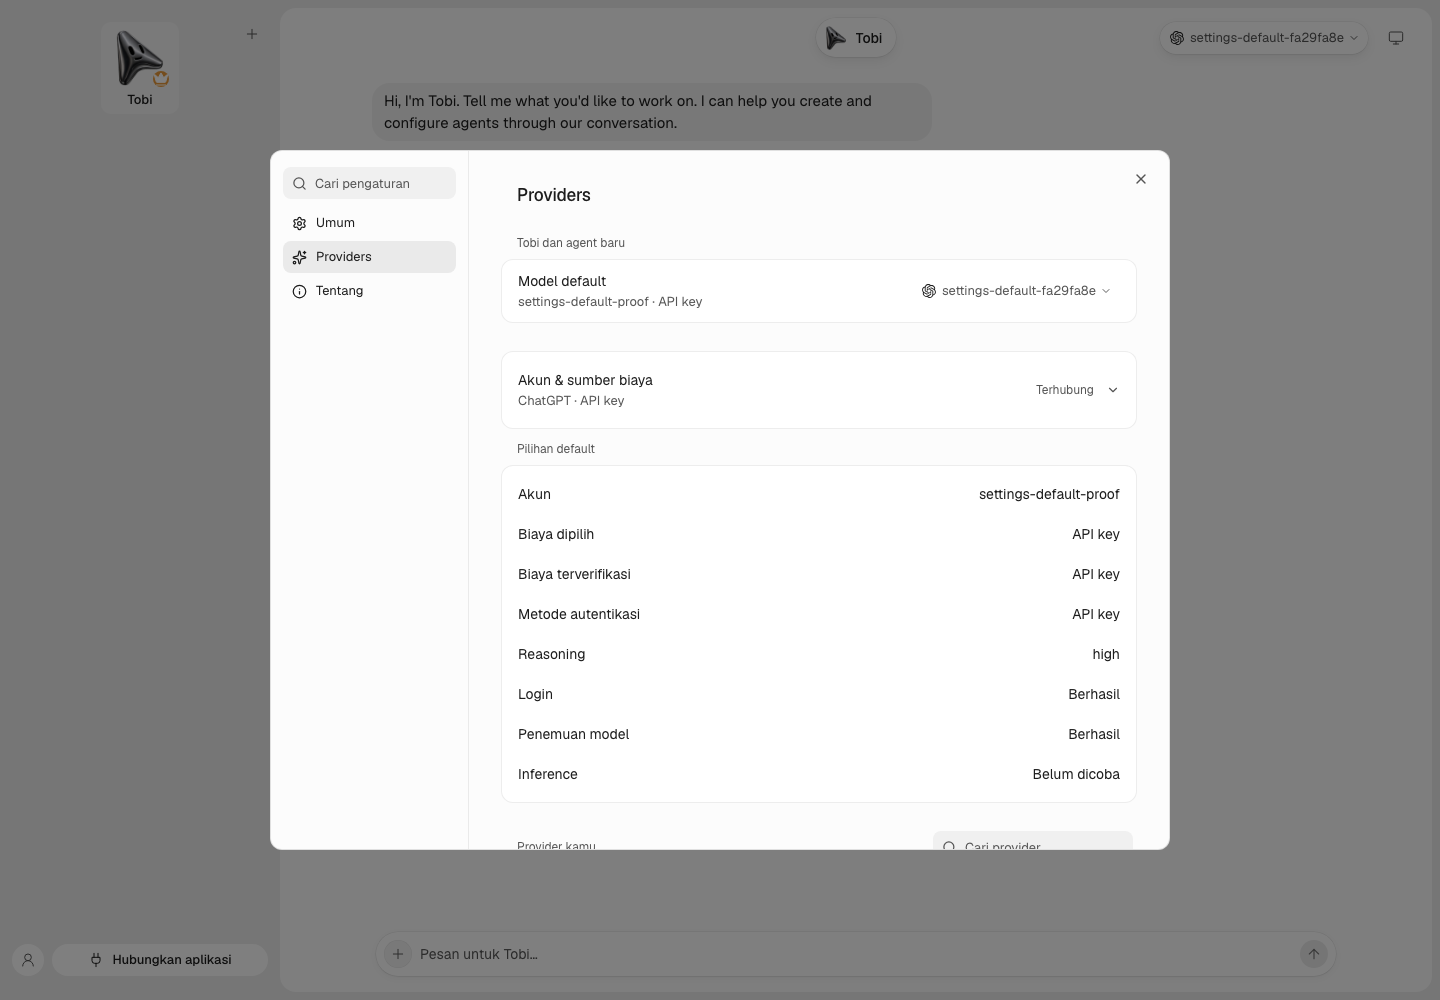 Tobi
Tobi
settings-default-fa29fa8e
Hi, I'm Tobi. Tell me what you'd like to work on. I can help you create and
configure agents through our conversation.
Cari pengaturan
Umum
Providers
Tentang
Providers
Tobi dan agent baru
Model default
settings-default-proof · API key
settings-default-fa29fa8e
Akun & sumber biaya
ChatGPT · API key
Terhubung
Pilihan default
Akun settings-default-proof
Biaya dipilih API key
Biaya terverifikasi API key
Metode autentikasi API key
Reasoning high
Login Berhasil
Penemuan model Berhasil
Inference Belum dicoba
Provider kamu
Cari provider
Hubungkan aplikasi
Pesan untuk Tobi...